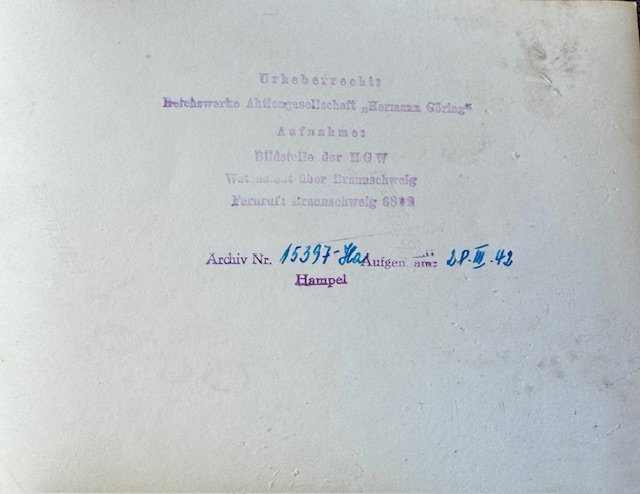 Urheberrecht:
Reichswerke Aktiengesellschaft „Hermann Göring“
Aufnahme:
Bildstelle der HGW
Watenstedt über Braunschweig
Fernruf: Braunschweig
Archiv Nr. 15397-Ha Aufgen. am: 28.III.42
Hampel